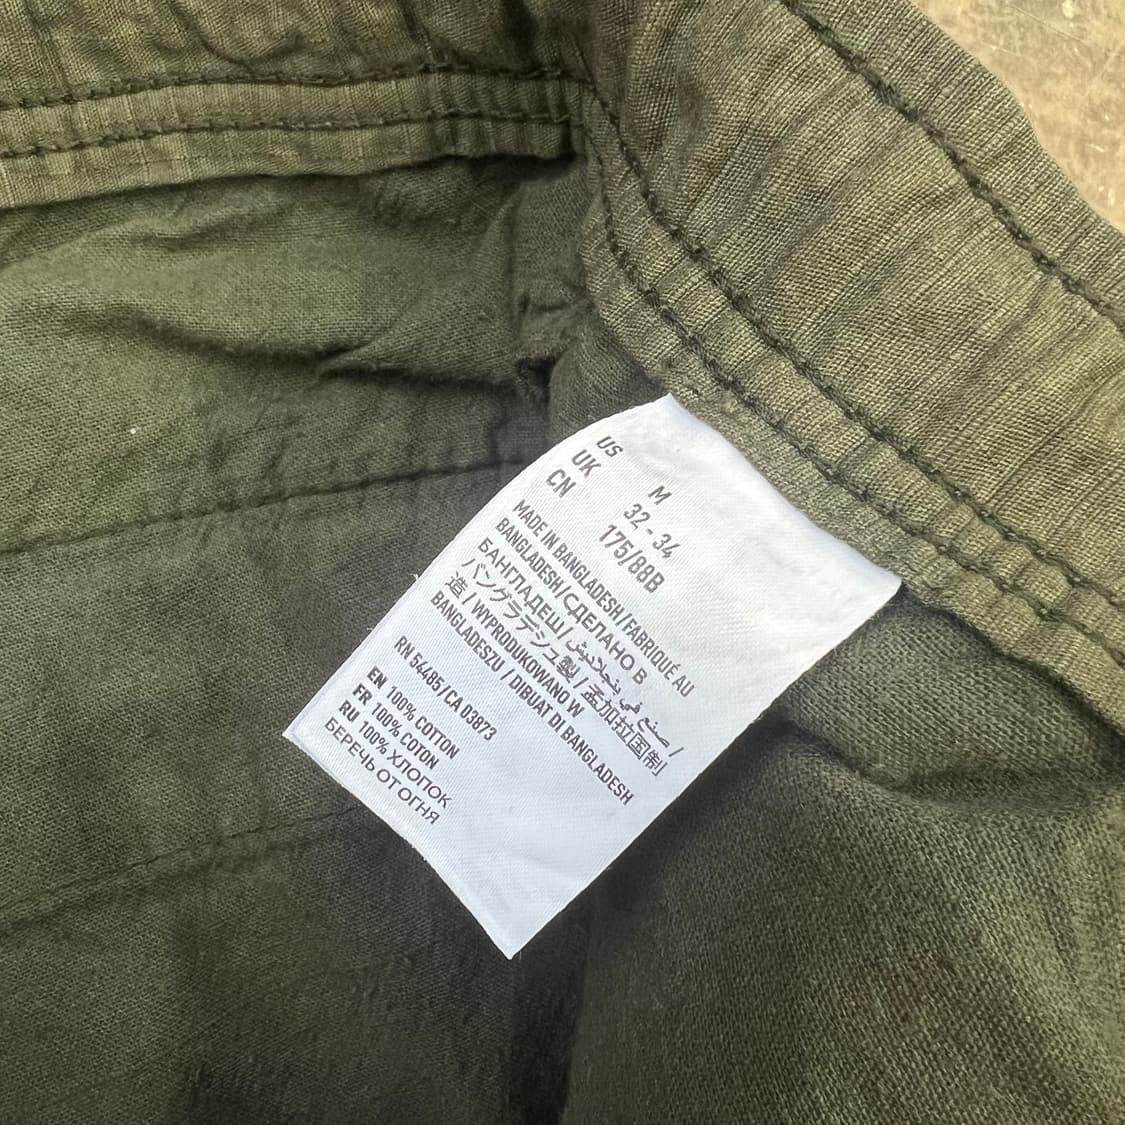 US M
UK 32 - 34
CN 175/88B
MADE IN BANGLADESH/FABRIQUÉ AU
BANGLADESH/СДЕЛАНО В
БАНГЛАДЕШ/ صنع في بنجلاديش /
バングラデシュ製 / 孟加拉国制
造 / WYPRODUKOWANO W
BANGLADESZU / DIBUAT DI BANGLADESH
RN 54485/CA 03873
EN 100% COTTON
FR 100% COTON
RU 100% ХЛОПОК
БЕРЕЧЬ ОТ ОГНЯ